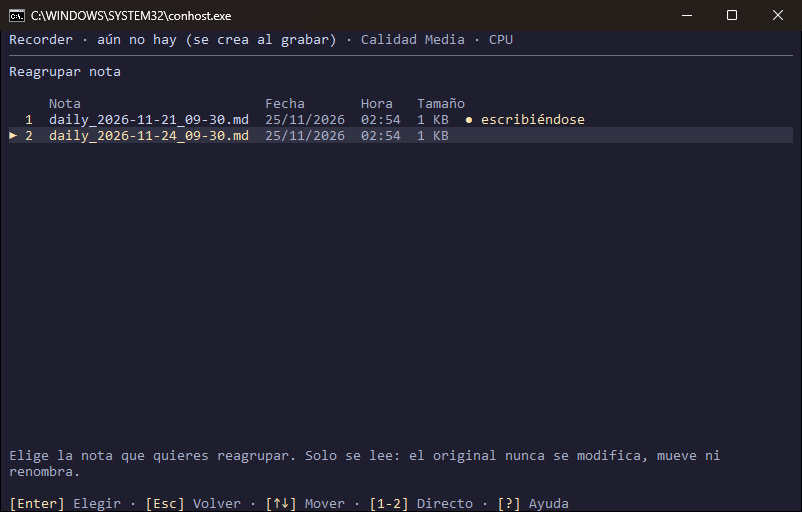 C:\WINDOWS\SYSTEM32\conhost.exe
Recorder · aún no hay (se crea al grabar) · Calidad Media · CPU
Reagrupar nota
Nota Fecha Hora Tamaño
1 daily_2026-11-21_09-30.md 25/11/2026 02:54 1 KB ● escribiéndose
► 2 daily_2026-11-24_09-30.md 25/11/2026 02:54 1 KB
Elige la nota que quieres reagrupar. Solo se lee: el original nunca se modifica, mueve ni
renombra.
[Enter] Elegir · [Esc] Volver · [↑↓] Mover · [1-2] Directo · [?] Ayuda